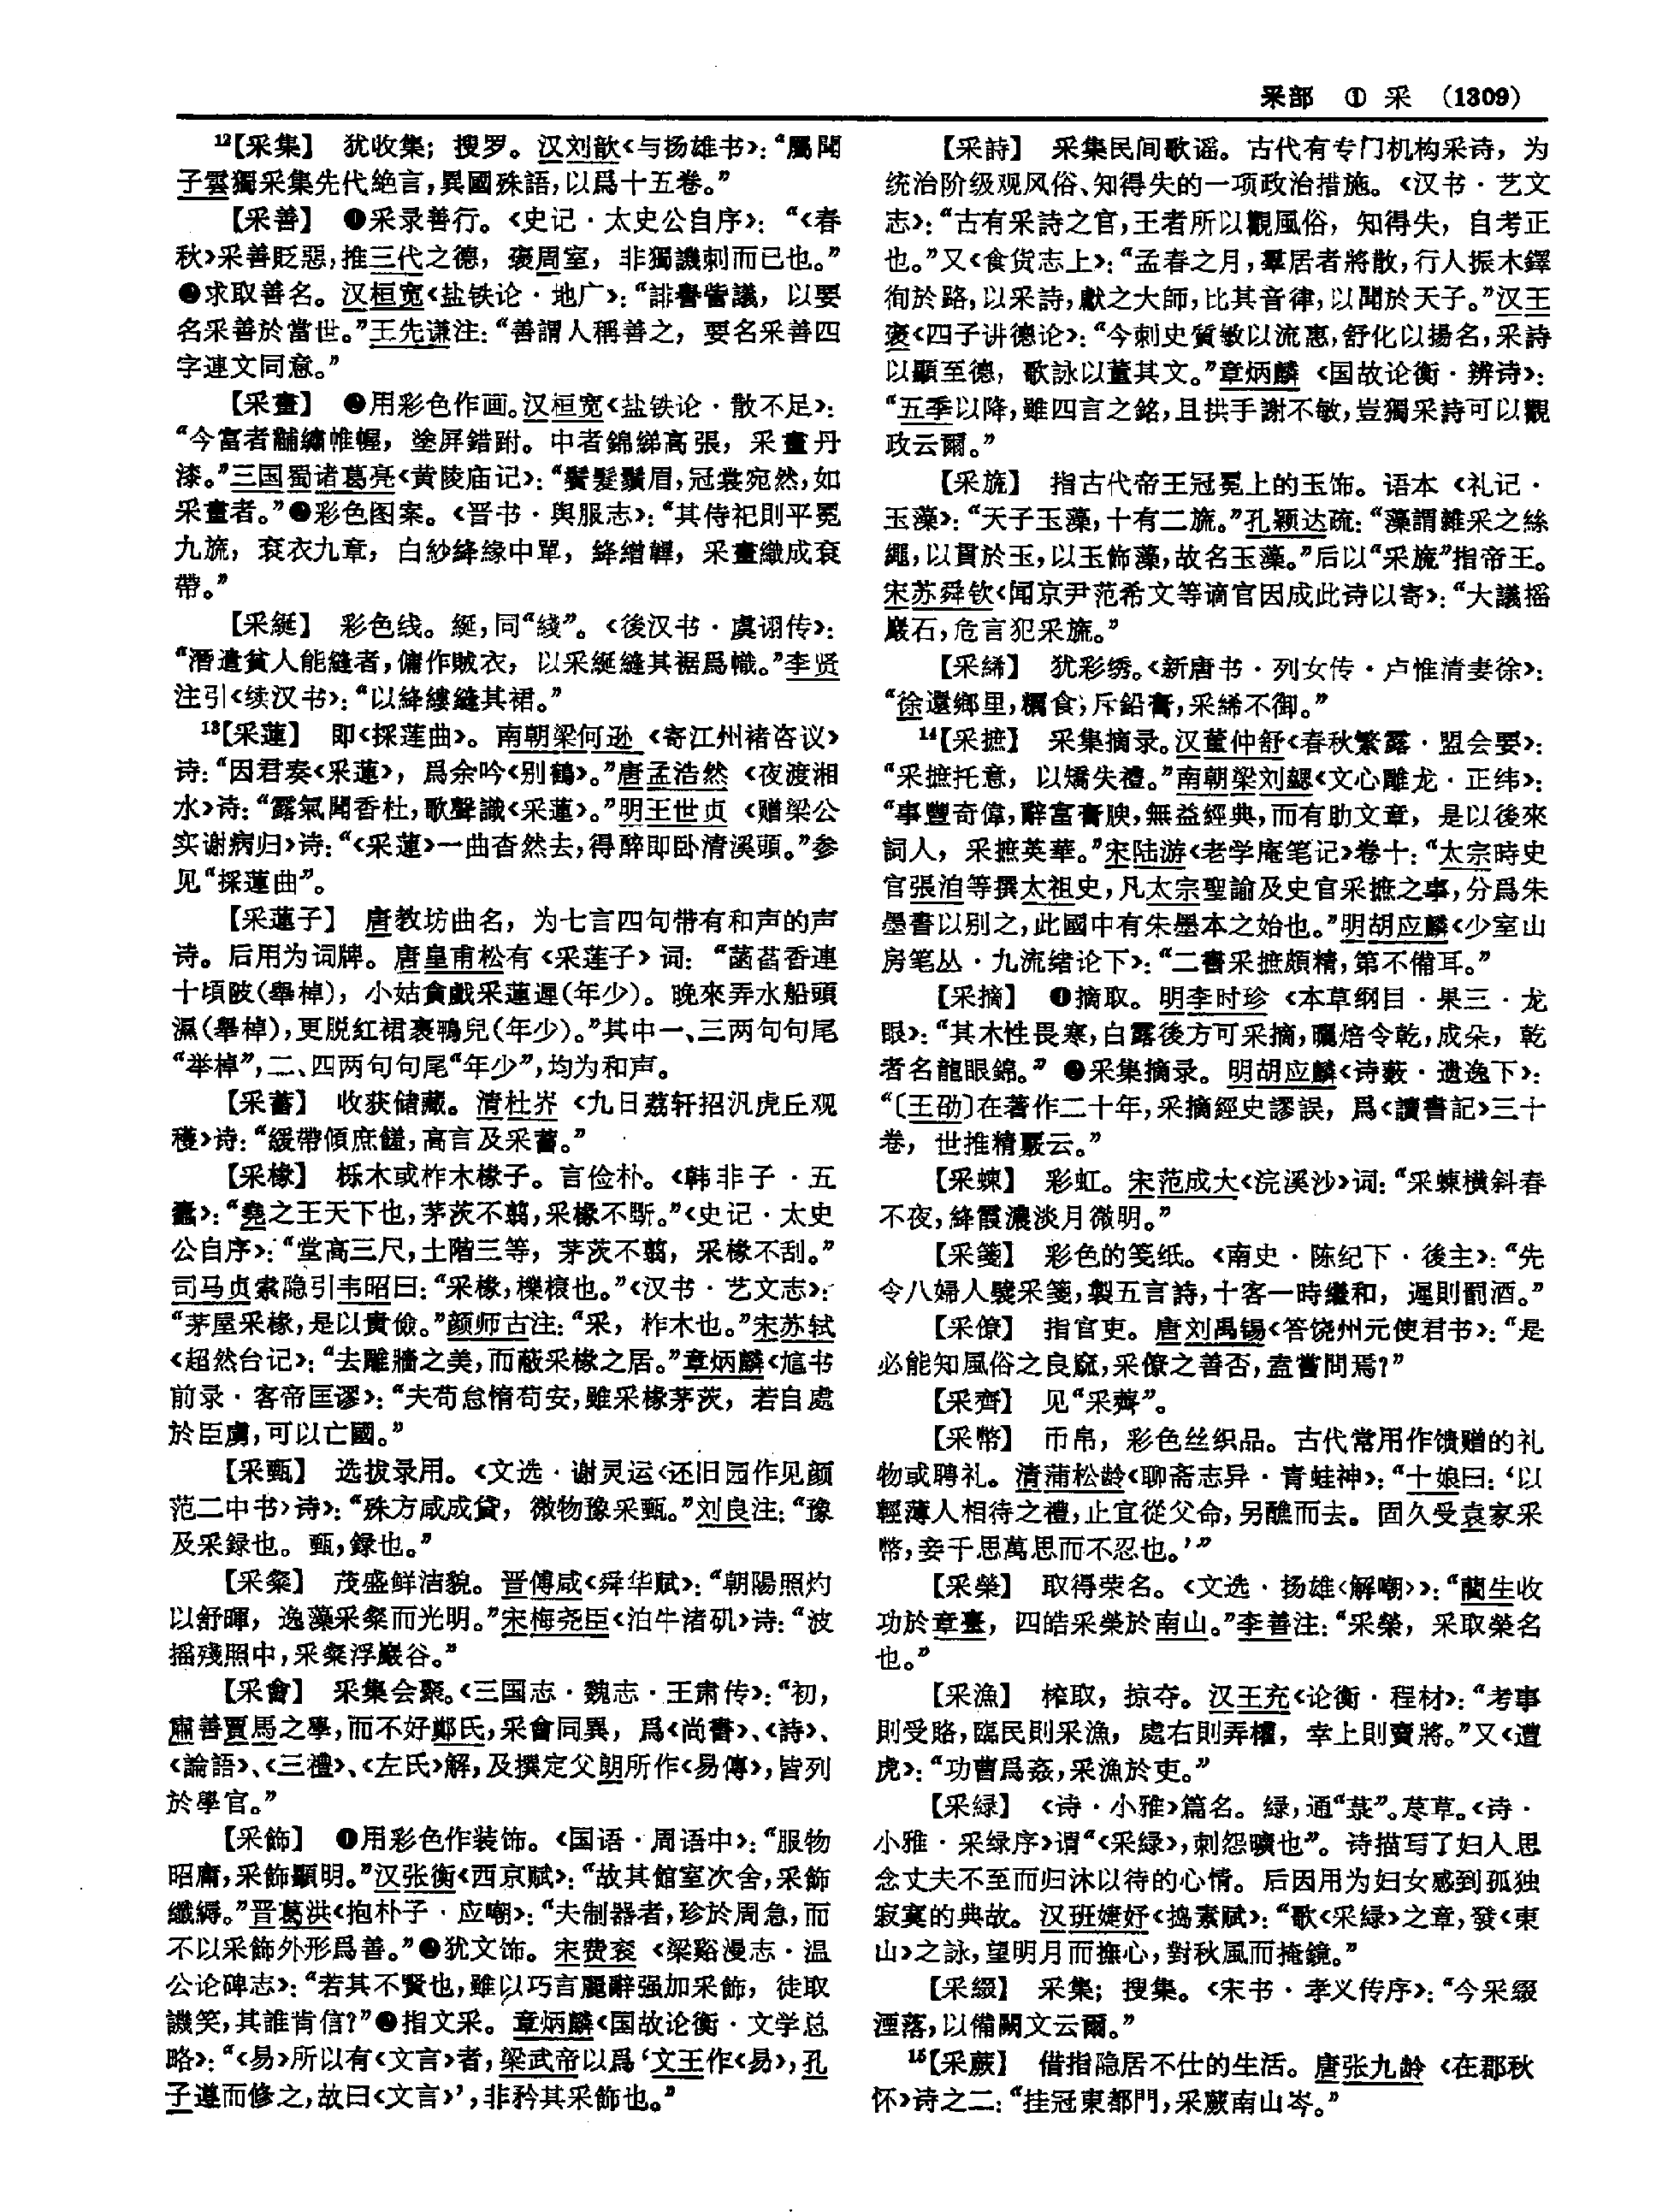 采部　①　采　（1309）
12【采集】　犹收集；搜罗。汉刘歆《与扬雄书》：“屬聞
子雲獨采集先代絶言，異國殊語，以爲十五卷。”
【采善】　❶采录善行。《史记·太史公自序》：“《春
秋》采善貶惡，推三代之德，褒周室，非獨譏刺而已也。”
❷求取善名。汉桓宽《盐铁论·地广》：“誹譽訾議，以要
名采善於當世。”王先谦注：“善謂人稱善之，要名采善四
字連文同意。”
【采畫】　❶用彩色作画。汉桓宽《盐铁论·散不足》：
“今富者黼繡帷幄，塗屏錯跗。中者錦綈高張，采畫丹
漆。”三国蜀诸葛亮《黄陵庙记》：“鬢髮鬚眉，冠裳宛然，如
采畫者。”❷彩色图案。《晋书·舆服志》：“其侍祀則平冕
九旒，衮衣九章，白紗絳緣中單，絳繒韠，采畫織成衮
帶。”
【采綖】　彩色线。綖，同“綫”。《後汉书·虞诩传》：
“潛遣貧人能縫者，傭作賊衣，以采綖縫其裾爲幟。”李贤
注引《续汉书》：“以絳縷縫其裙。”
13【采蓮】　即《採莲曲》。南朝梁何逊《寄江州褚咨议》
诗：“因君奏《采蓮》，爲余吟《别鶴》。”唐孟浩然《夜渡湘
水》诗：“露氣聞香杜，歌聲識《采蓮》。”明王世贞《赠梁公
实谢病归》诗：“《采蓮》一曲杳然去，得醉即卧清溪頭。”参
见“採蓮曲”。
【采蓮子】　唐教坊曲名，为七言四句带有和声的声
诗。后用为词牌。唐皇甫松有《采莲子》词：“菡萏香連
十頃陂（舉棹），小姑貪戲采蓮遲（年少）。晚來弄水船頭
濕（舉棹），更脱紅裙裹鴨兒（年少）。”其中一、三两句句尾
“举棹”，二、四两句句尾“年少”，均为和声。
【采蓄】　收获储藏。清杜岕《九日荔轩招汎虎丘观
穫》诗：“緩帶傾庶饈，高言及采蓄。”
【采椽】　栎木或柞木椽子。言俭朴。《韩非子·五
蠹》：“堯之王天下也，茅茨不翦，采椽不斲。”《史记·太史
公自序》：“堂高三尺，土階三等，茅茨不翦，采椽不刮。”
司马贞索隐引韦昭曰：“采椽，櫟榱也。”《汉书·艺文志》：
“茅屋采椽，是以貴儉。”颜师古注：“采，柞木也。”宋苏轼
《超然台记》：“去雕牆之美，而蔽采椽之居。”章炳麟《訄书
前录·客帝匡谬》：“夫苟怠惰苟安，雖采椽茅茨，若自處
於臣虜，可以亡國。”
【采甄】　选拔录用。《文选·谢灵运〈还旧园作见颜
范二中书〉诗》：“殊方咸成貸，微物豫采甄。”刘良注：“豫
及采録也。甄，録也。”
【采粲】　茂盛鲜洁貌。晋傅咸《舜华赋》：“朝陽照灼
以舒暉，逸藻采粲而光明。”宋梅尧臣《泊牛渚矶》诗：“波
摇殘照中，采粲浮巖谷。”
【采會】　采集会聚。《三国志·魏志·王肃传》：“初，
肅善賈馬之學，而不好鄭氏，采會同異，爲《尚書》、《詩》、
《論語》、《三禮》、《左氏》解，及撰定父朗所作《易傳》，皆列
於學官。”
【采飾】　❶用彩色作装饰。《国语·周语中》：“服物
昭庸，采飾顯明。”汉张衡《西京赋》：“故其館室次舍，采飾
纖縟。”晋葛洪《抱朴子·应嘲》：“夫制器者，珍於周急，而
不以采飾外形爲善。”❷犹文饰。宋费衮《梁谿漫志·温
公论碑志》：“若其不賢也，雖以巧言麗辭强加采飾，徒取
譏笑，其誰肯信？”❸指文采。章炳麟《国故论衡·文学总
略》：“《易》所以有《文言》者，梁武帝以爲‘文王作《易》，孔
子遵而修之，故曰《文言》’，非矜其采飾也。”
【采詩】　采集民间歌谣。古代有专门机构采诗，为
统治阶级观风俗、知得失的一项政治措施。《汉书·艺文
志》：“古有采詩之官，王者所以觀風俗，知得失，自考正
也。”又《食货志上》：“孟春之月，羣居者將散，行人振木鐸
徇於路，以采詩，獻之大師，比其音律，以聞於天子。”汉王
褒《四子讲德论》：“今刺史質敏以流惠，舒化以揚名，采詩
以顯至德，歌詠以董其文。”章炳麟《国故论衡·辨诗》：
“五季以降，雖四言之銘，且拱手謝不敏，豈獨采詩可以觀
政云爾。”
【采旒】　指古代帝王冠冕上的玉饰。语本《礼记·
玉藻》：“天子玉藻，十有二旒。”孔颖达疏：“藻謂雜采之絲
繩，以貫於玉，以玉飾藻，故名玉藻。”后以“采旒”指帝王。
宋苏舜钦《闻京尹范希文等谪官因成此诗以寄》：“大議摇
巖石，危言犯采旒。”
【采絺】　犹彩绣。《新唐书·列女传·卢惟清妻徐》：
“徐還鄉里，糲食；斥鉛膏，采絺不御。”
14【采摭】　采集摘录。汉董仲舒《春秋繁露·盟会要》：
“采摭托意，以矯失禮。”南朝梁刘勰《文心雕龙·正纬》：
“事豐奇偉，辭富膏腴，無益經典，而有助文章，是以後來
詞人，采摭英華。”宋陆游《老学庵笔记》卷十：“太宗時史
官張洎等撰太祖史，凡太宗聖諭及史官采摭之事，分爲朱
墨書以别之，此國中有朱墨本之始也。”明胡应麟《少室山
房笔丛·九流绪论下》：“二書采摭頗精，第不備耳。”
【采摘】　❶摘取。明李时珍《本草纲目·果三·龙
眼》：“其木性畏寒，白露後方可采摘，曬焙令乾，成朵，乾
者名龍眼錦。”❷采集摘录。明胡应麟《诗薮·遗逸下》：
“〔王劭〕在著作二十年，采摘經史謬誤，爲《讀書記》三十
卷，世推精覈云。”
【采蝀】　彩虹。宋范成大《浣溪沙》词：“采蝀横斜春
不夜，絳霞濃淡月微明。”
【采箋】　彩色的笺纸。《南史·陈纪下·後主》：“先
令八婦人襞采箋，製五言詩，十客一時繼和，遲則罰酒。”
【采僚】　指官吏。唐刘禹锡《答饶州元使君书》：“是
必能知風俗之良窳，采僚之善否，盍嘗問焉？”
【采齊】　见“采薺”。
【采幣】　币帛，彩色丝织品。古代常用作馈赠的礼
物或聘礼。清蒲松龄《聊斋志异·青蛙神》：“十娘曰：‘以
輕薄人相待之禮，止宜從父命，另醮而去。固久受袁家采
幣，妾千思萬思而不忍也。’”
【采榮】　取得荣名。《文选·扬雄〈解嘲〉》：“藺生收
功於章臺，四皓采榮於南山。”李善注：“采榮，采取榮名
也。”
【采漁】　榨取，掠夺。汉王充《论衡·程材》：“考事
則受賂，臨民則采漁，處右則弄權，幸上則賣將。”又《遭
虎》：“功曹爲姦，采漁於吏。”
【采緑】　《诗·小雅》篇名。緑，通“菉”。荩草。《诗·
小雅·采绿序》谓“《采緑》，刺怨曠也”。诗描写了妇人思
念丈夫不至而归沐以待的心情。后因用为妇女感到孤独
寂寞的典故。汉班婕妤《捣素赋》：“歌《采緑》之章，發《東
山》之詠，望明月而撫心，對秋風而掩鏡。”
【采綴】　采集；搜集。《宋书·孝义传序》：“今采缀
湮落，以備闕文云爾。”
15【采蕨】　借指隐居不仕的生活。唐张九龄《在郡秋
怀》诗之二：“挂冠東都門，采蕨南山岑。”